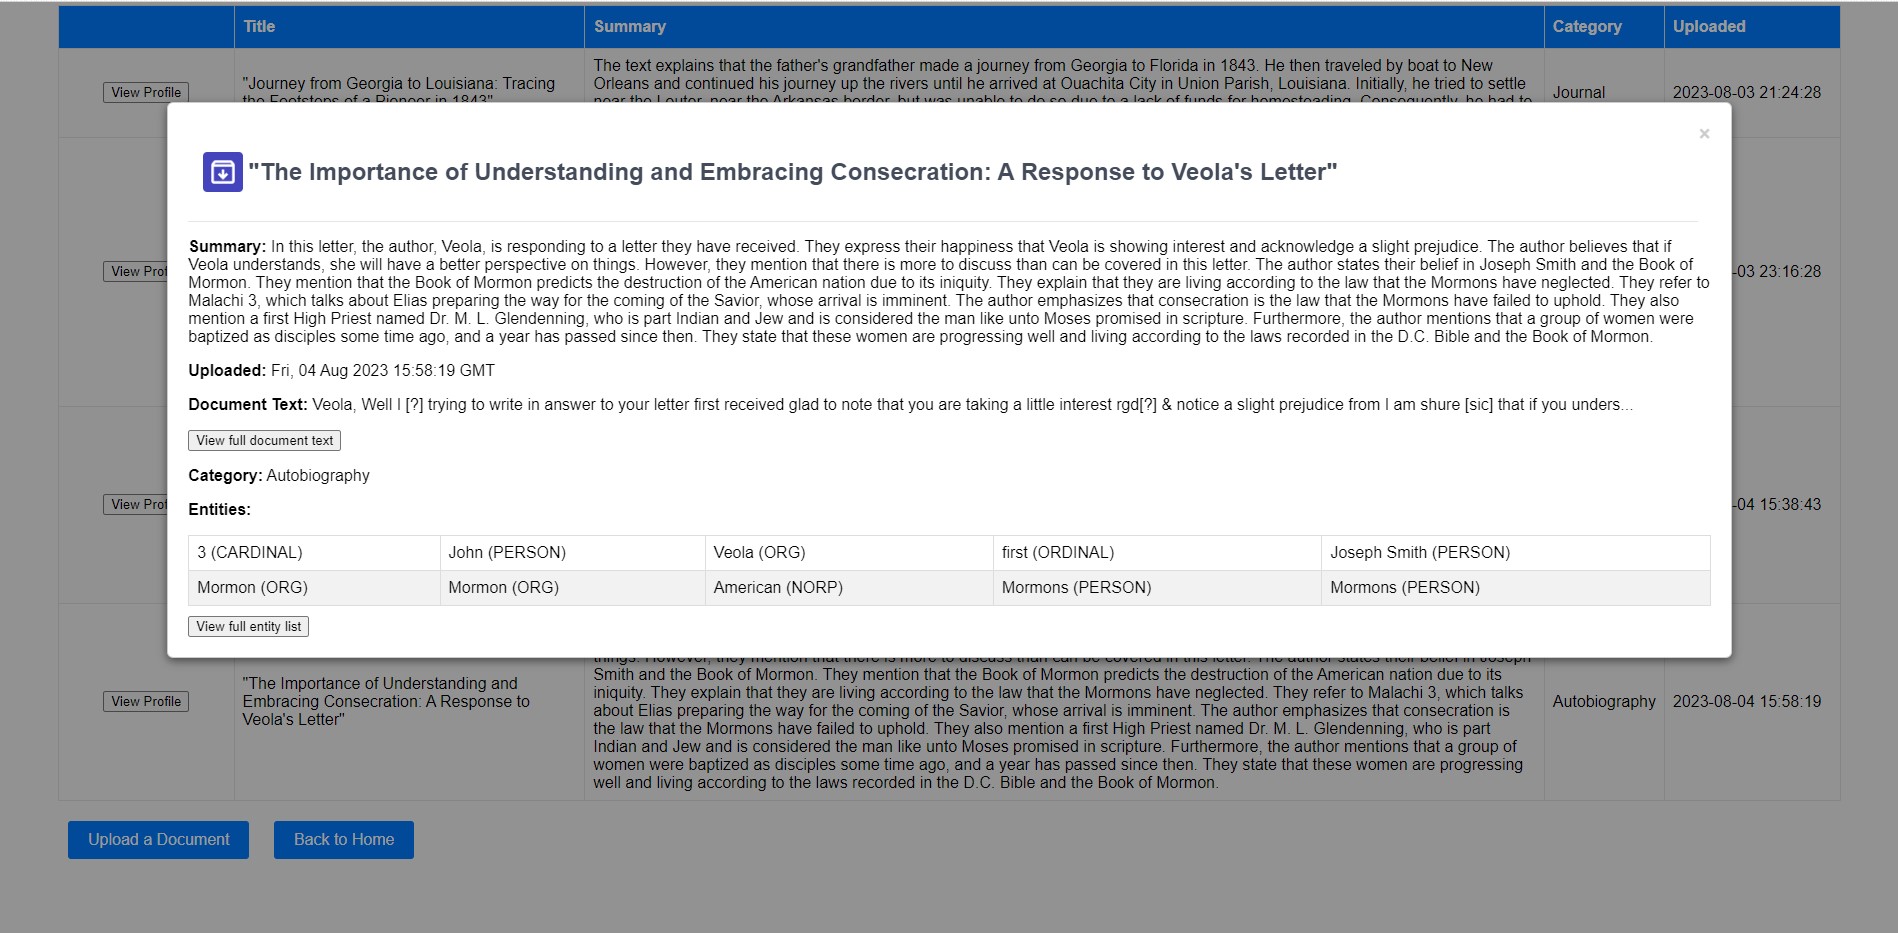 Title Summary Category Uploaded
View Profile
"Journey from Georgia to Louisiana: Tracing
the Footsteps of a Pioneer in 1843"
The text explains that the father's grandfather made a journey from Georgia to Florida in 1843. He then traveled by boat to New
Orleans and continued his journey up the rivers until he arrived at Ouachita City in Union Parish, Louisiana. Initially, he tried to settle
near the Louter, near the Arkansas border, but was unable to do so due to a lack of funds for homesteading. Consequently, he had to
Journal
2023-08-03 21:24:28
×
"The Importance of Understanding and Embracing Consecration: A Response to Veola's Letter"
Summary: In this letter, the author, Veola, is responding to a letter they have received. They express their happiness that Veola is showing interest and acknowledge a slight prejudice. The author believes that if
Veola understands, she will have a better perspective on things. However, they mention that there is more to discuss than can be covered in this letter. The author states their belief in Joseph Smith and the Book of
Mormon. They mention that the Book of Mormon predicts the destruction of the American nation due to its iniquity. They explain that they are living according to the law that the Mormons have neglected. They refer to
Malachi 3, which talks about Elias preparing the way for the coming of the Savior, whose arrival is imminent. The author emphasizes that consecration is the law that the Mormons have failed to uphold. They also
mention a first High Priest named Dr. M. L. Glendenning, who is part Indian and Jew and is considered the man like unto Moses promised in scripture. Furthermore, the author mentions that a group of women were
baptized as disciples some time ago, and a year has passed since then. They state that these women are progressing well and living according to the laws recorded in the D.C. Bible and the Book of Mormon.
Uploaded: Fri, 04 Aug 2023 15:58:19 GMT
Document Text: Veola, Well I [?] trying to write in answer to your letter first received glad to note that you are taking a little interest rgd[?] & notice a slight prejudice from I am shure [sic] that if you unders...
View full document text
Category: Autobiography
Entities:
3 (CARDINAL) John (PERSON) Veola (ORG) first (ORDINAL) Joseph Smith (PERSON)
Mormon (ORG) Mormon (ORG) American (NORP) Mormons (PERSON) Mormons (PERSON)
View full entity list
View Prof
-03 23:16:28
View Prof
-04 15:38:43
View Profile
"The Importance of Understanding and
Embracing Consecration: A Response to
Veola's Letter"
things. However, they mention that there is more to discuss than can be covered in this letter. The author states their belief in Joseph
Smith and the Book of Mormon. They mention that the Book of Mormon predicts the destruction of the American nation due to its
iniquity. They explain that they are living according to the law that the Mormons have neglected. They refer to Malachi 3, which talks
about Elias preparing the way for the coming of the Savior, whose arrival is imminent. The author emphasizes that consecration is
the law that the Mormons have failed to uphold. They also mention a first High Priest named Dr. M. L. Glendenning, who is part
Indian and Jew and is considered the man like unto Moses promised in scripture. Furthermore, the author mentions that a group of
women were baptized as disciples some time ago, and a year has passed since then. They state that these women are progressing
well and living according to the laws recorded in the D.C. Bible and the Book of Mormon.
Autobiography
2023-08-04 15:58:19
Upload a Document
Back to Home